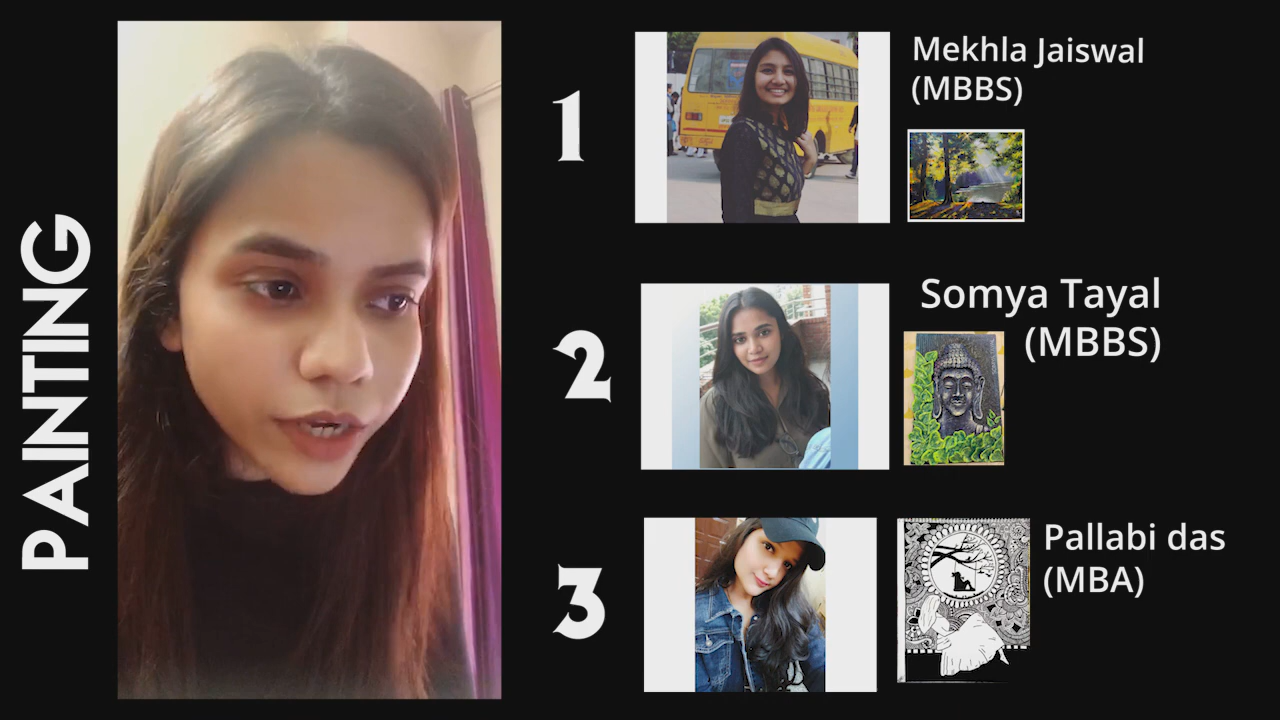 PAINTING
1
Mekhla Jaiswal
(MBBS)
2
Somya Tayal
(MBBS)
3
Pallabi das
(MBA)